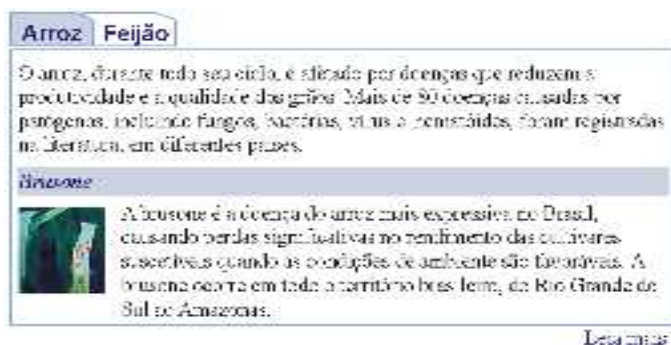 Arroz Feijão
O arroz, durante todo seu ciclo, é afetado por doenças que reduzem a
produtividade e a qualidade dos grãos. Mais de 80 doenças causadas por
patógenos, incluindo fungos, bactérias, vírus e nematóides, foram registradas
na literatura, em diferentes países.
Brusone
A brusone é a doença do arroz mais expressiva no Brasil,
causando perdas significativas no rendimento das cultivares
suscetíveis quando as condições de ambiente são favoráveis. A
brusone ocorre em todo o território brasileiro, do Rio Grande do
Sul ao Amazonas.
Leia mais